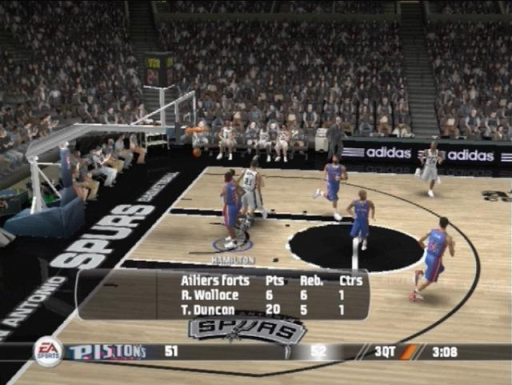 adidas
adidas
SPURS
BASKETBALL
N ANTONIO
HAMILTON
Ailiers forts Pts Reb. Ctrs
R. Wallace 6 6 1
T. Duncan 20 5 1
SPURS
EA SPORTS PISTONS 51 52 3QT 3:08